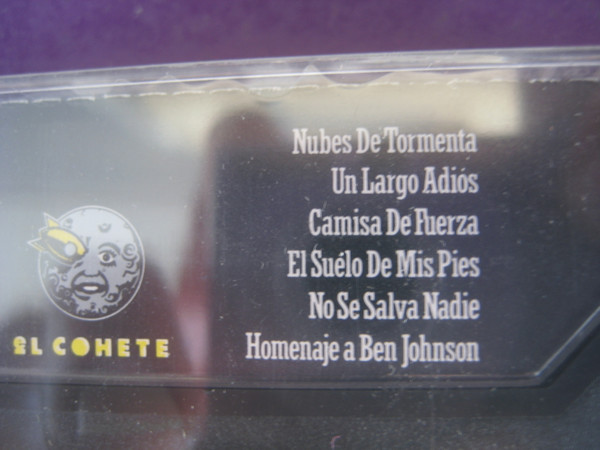 Nubes De Tormenta
Un Largo Adiós
Camisa De Fuerza
El Suélo De Mis Pies
No Se Salva Nadie
Homenaje a Ben Johnson
EL COHETE